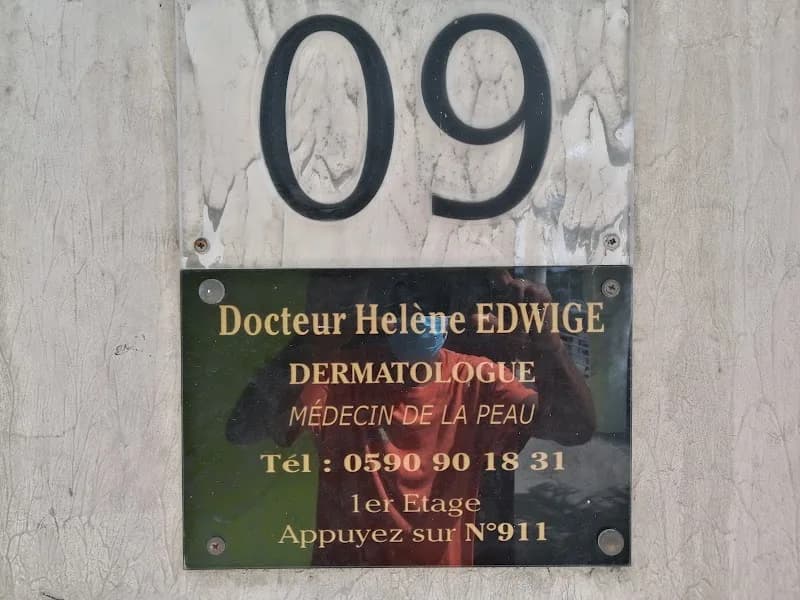 09
Docteur Helène EDWIGE
DERMATOLOGUE
MÉDECIN DE LA PEAU
Tél : 0590 90 18 31
1er Etage
Appuyez sur N°911